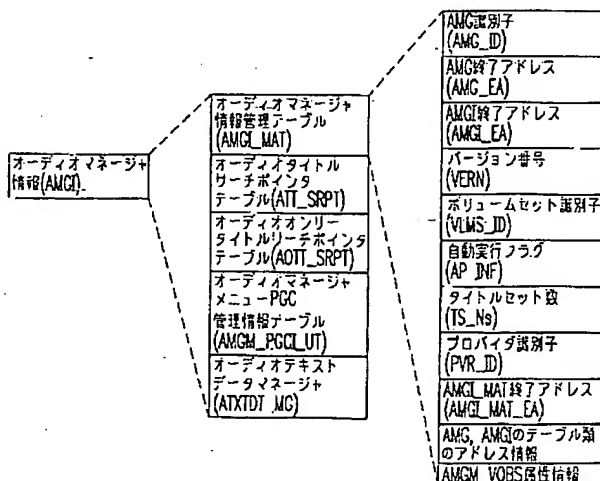 オーディオマネージャ
情報(AMGI)
オーディオマネージャ
情報管理テーブル
(AMGI_MAT)
オーディオタイトル
サーチポインタ
テーブル(ATT_SRPT)
オーディオオンリー
タイトルサーチポインタ
テーブル(AOTT_SRPT)
オーディオマネージャ
メニューPGC
管理情報テーブル
(AMGM_PGCI_UT)
オーディオテキスト
データマネージャ
(ATXTDT_MG)
AMG識別子
(AMG_ID)
AMG終了アドレス
(AMG_EA)
AMGI終了アドレス
(AMGI_EA)
バージョン番号
(VERN)
ボリュームセット識別子
(VLMS_ID)
自動実行フラグ
(AP_INF)
タイトルセット数
(TS_Ns)
プロバイダ識別子
(PVR_ID)
AMGI_MAT終了アドレス
(AMGI_MAT_EA)
AMG, AMGIのテーブル類
のアドレス情報
AMGM_VOBS属性情報